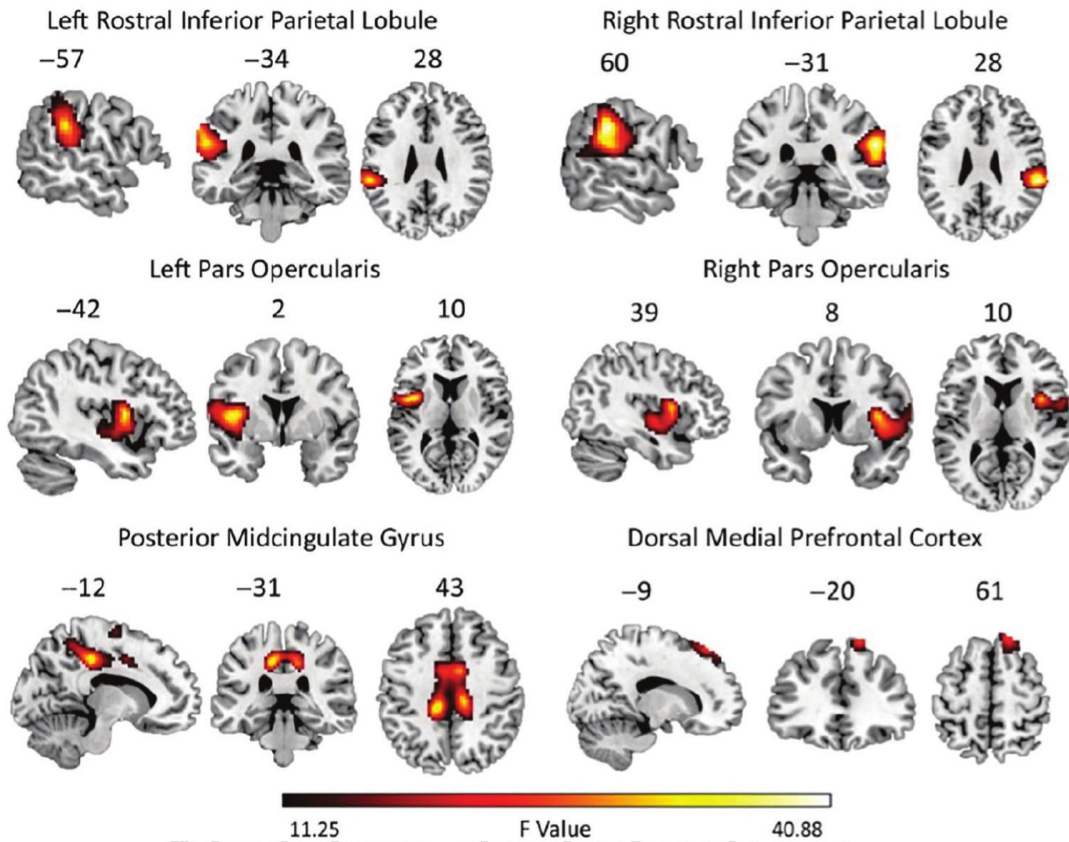 Left Rostral Inferior Parietal Lobule
−57 −34 28
Right Rostral Inferior Parietal Lobule
60 −31 28
Left Pars Opercularis
−42 2 10
Right Pars Opercularis
39 8 10
Posterior Midcingulate Gyrus
−12 −31 43
Dorsal Medial Prefrontal Cortex
−9 −20 61
11.25 F Value 40.88